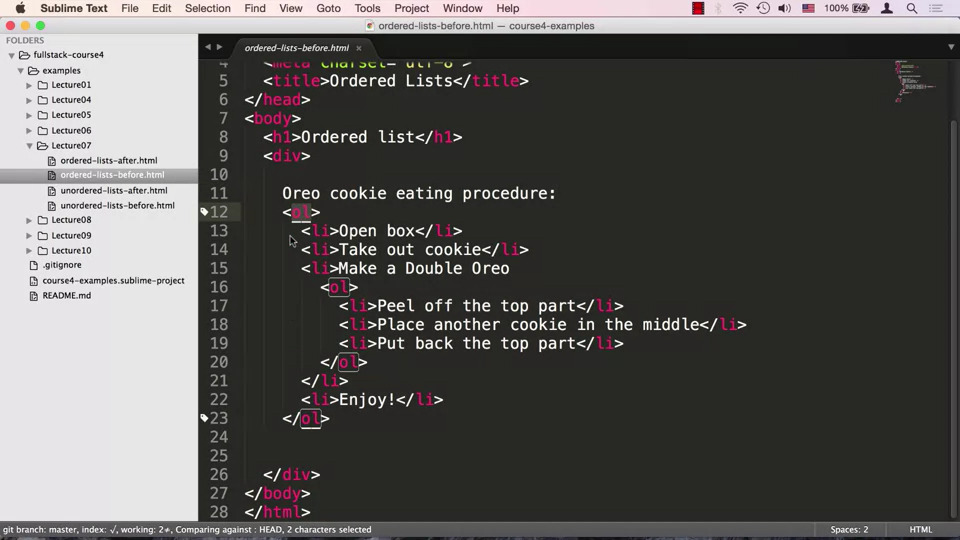 Sublime Text File Edit Selection Find View Goto Tools Project Window Help 100%
ordered-lists-before.html — course4-examples
FOLDERS
fullstack-course4
examples
Lecture01
Lecture04
Lecture05
Lecture06
Lecture07
ordered-lists-after.html
ordered-lists-before.html
unordered-lists-after.html
unordered-lists-before.html
Lecture08
Lecture09
Lecture10
.gitignore
course4-examples.sublime-project
README.md
ordered-lists-before.html ×
4 <meta charset="utf-8">
5 <title>Ordered Lists</title>
6 </head>
7 <body>
8 <h1>Ordered list</h1>
9 <div>
10
11 Oreo cookie eating procedure:
12 <ol>
13 <li>Open box</li>
14 <li>Take out cookie</li>
15 <li>Make a Double Oreo
16 <ol>
17 <li>Peel off the top part</li>
18 <li>Place another cookie in the middle</li>
19 <li>Put back the top part</li>
20 </ol>
21 </li>
22 <li>Enjoy!</li>
23 </ol>
24
25
26 </div>
27 </body>
28 </html>
git branch: master, index: √, working: 2≠, Comparing against : HEAD, 2 characters selected Spaces: 2 HTML